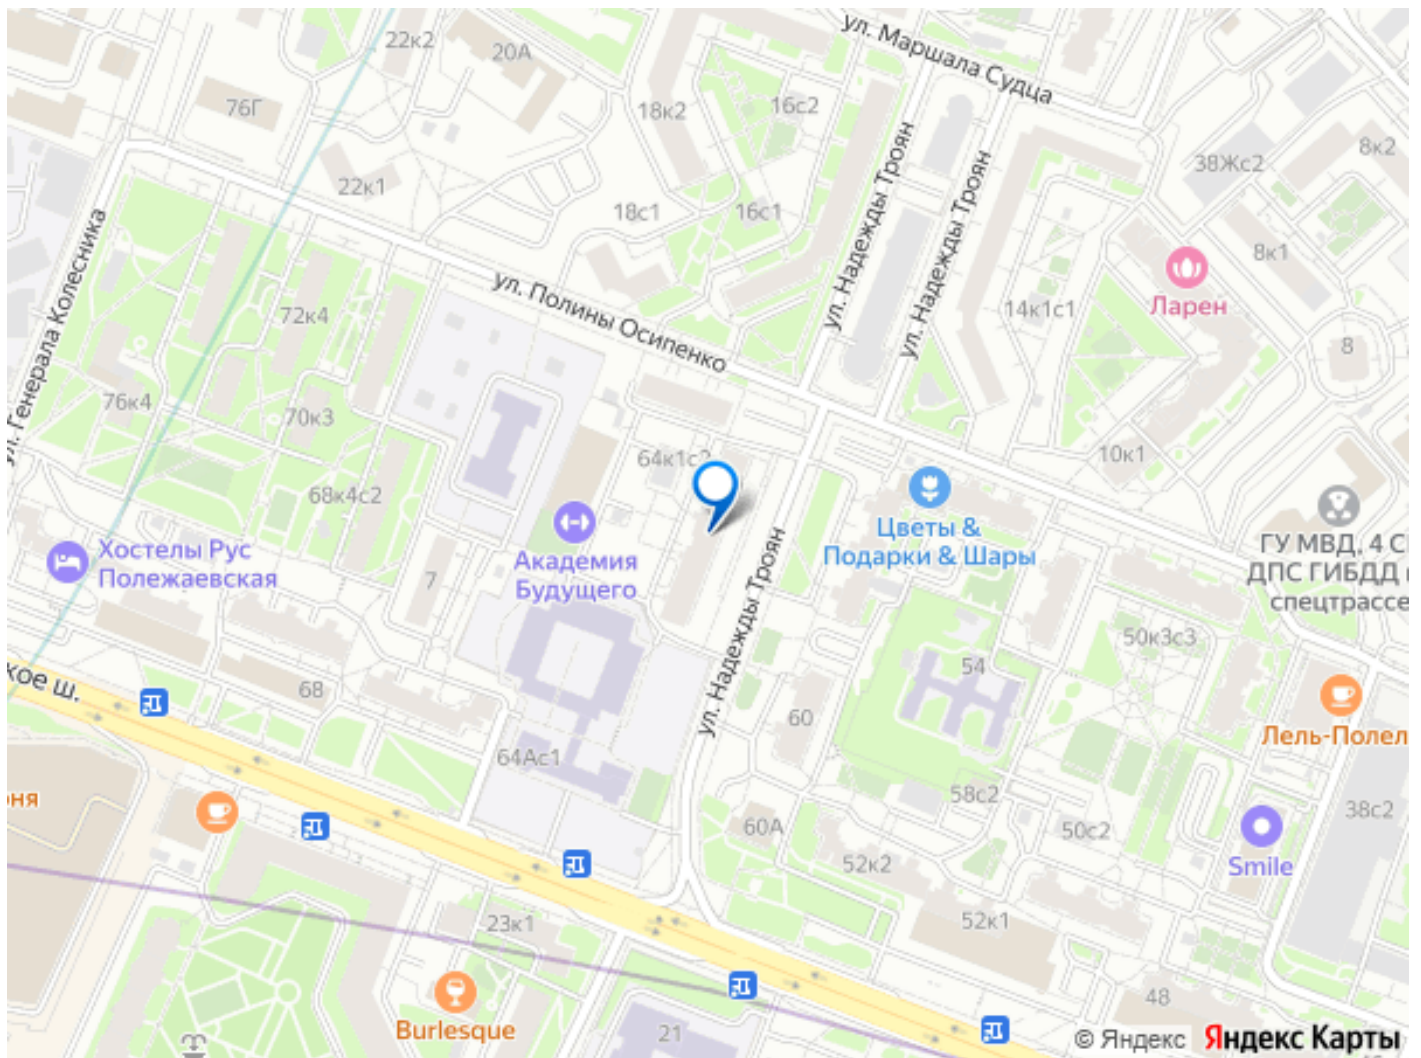 ул. Маршала Судца
22к2
20А
76Г
18к2
16с2
38Жс2
8к2
22к1
18с1
16с1
ул. Надежды Троян
ул. Надежды Троян
8к1
ул. Генерала Колесника
ул. Полины Осипенко
72к4
14к1с1
Ларен
8
76к4
70к3
64к1с2
10к1
68к4с2
Цветы &
Подарки & Шары
Хостелы Рус
Полежаевская
7
Академия
Будущего
ул. Надежды Троян
ГУ МВД, 4 С
ДПС ГИБДД
спецтрассе
50к3с3
54
кое ш.
68
60
Лель-Полел
64Ас1
58с2
оня
60А
50с2
38с2
52к2
Smile
23к1
52к1
48
Burlesque
21
© Яндекс Яндекс Карты